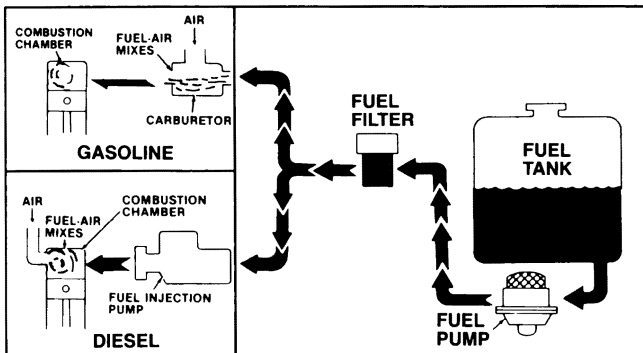 AIR
COMBUSTION
CHAMBER
FUEL-AIR
MIXES
CARBURETOR
GASOLINE
AIR
FUEL-AIR
MIXES
COMBUSTION
CHAMBER
FUEL INJECTION
PUMP
DIESEL
FUEL
FILTER
FUEL
TANK
FUEL
PUMP